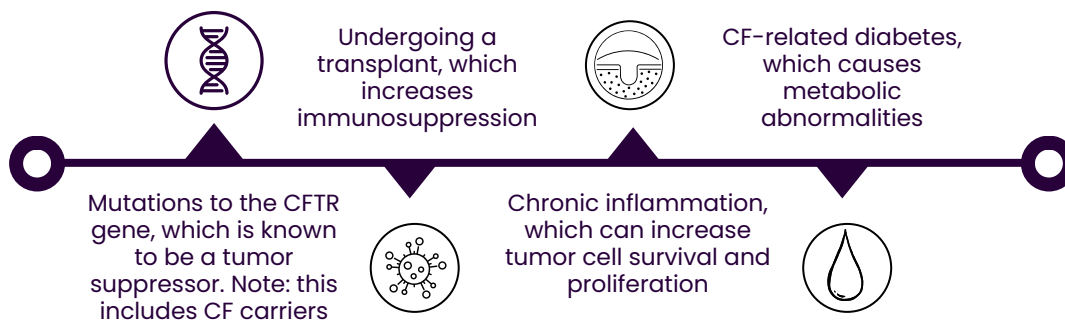 Mutations to the CFTR
gene, which is known
to be a tumor
suppressor. Note: this
includes CF carriers
Undergoing a
transplant, which
increases
immunosuppression
Chronic inflammation,
which can increase
tumor cell survival and
proliferation
CF-related diabetes,
which causes
metabolic
abnormalities